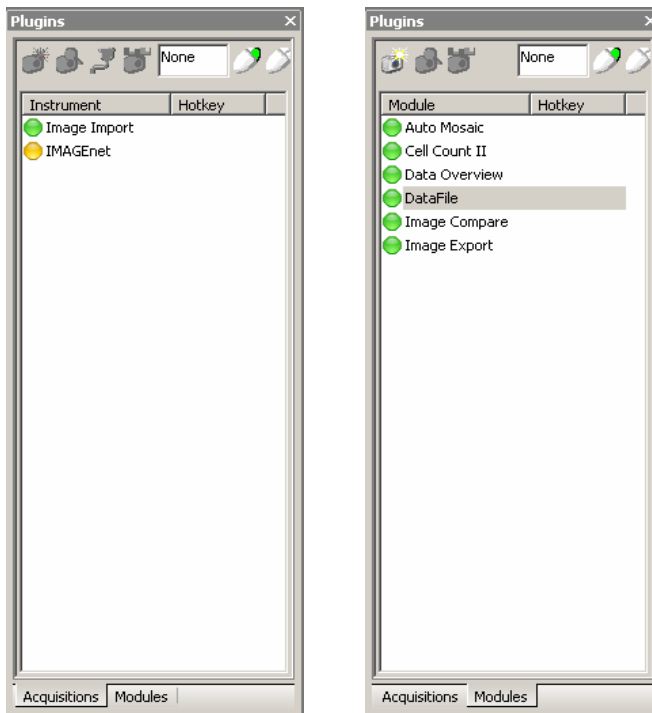 Plugins
None
Instrument Hotkey
Image Import
IMAGEnet
Acquisitions Modules
Plugins
None
Module Hotkey
Auto Mosaic
Cell Count II
Data Overview
DataFile
Image Compare
Image Export
Acquisitions Modules